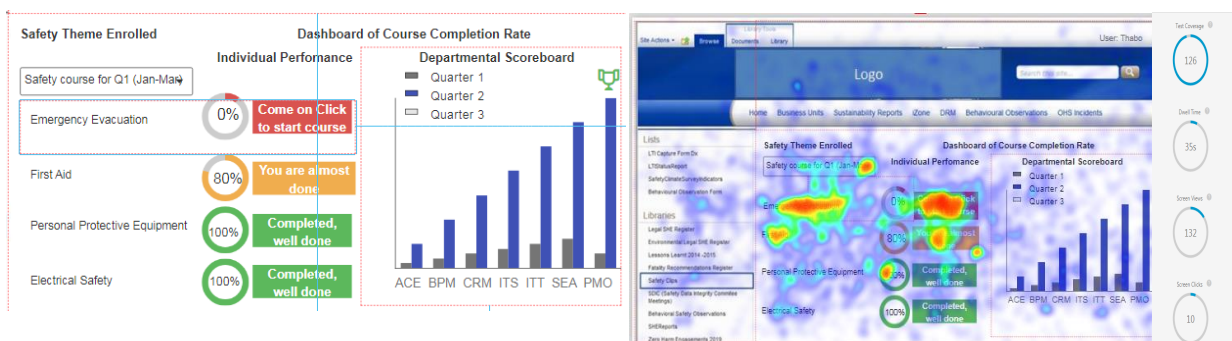 Safety Theme Enrolled
Dashboard of Course Completion Rate
Individual Perfomance
Departmental Scoreboard
Safety course for Q1 (Jan-Mar
Quarter 1
Quarter 2
Quarter 3
Emergency Evacuation
0%
Come on Click
to start course
First Aid
80%
You are almost
done
Personal Protective Equipment
100%
Completed,
well done
Electrical Safety
100%
Completed,
well done
ACE BPM CRM ITS ITT SEA PMO
Library Tools
Site Actions
Browse
Documents
Library
User: Thabo
Logo
Search this site...
Home Business Units Sustainability Reports iZone DRM Behavioural Observations OHS Incidents
Lists
LTI Capture Form Ds
LTIStatusReport
SafetyClimateSurveyIndicators
Behavioural Observation Form
Libraries
Legal SHE Register
Environmental Legal SHE Register
Lessons Learnt 2014 -2015
Fatality Recommendations Register
Safety Clips
SDIC (Safety Data Integrity Commitee
Meetings)
Behavioral Safety Observations
SHEReports
Zero Harm Engagements 2015
Safety Theme Enrolled
Dashboard of Course Completion Rate
Individual Perfomance
Departmental Scoreboard
Safety course for Q1 (Jan-Mar
Quarter 1
Quarter 2
Quarter 3
0%
80%
Personal Protective Equipment
Completed,
well done
Electrical Safety
100%
Completed,
well done
ACE BPM CRM ITS ITT SEA PMO
Text Coverage
126
Dwell Time
35s
Screen Views
132
Screen Clicks
10